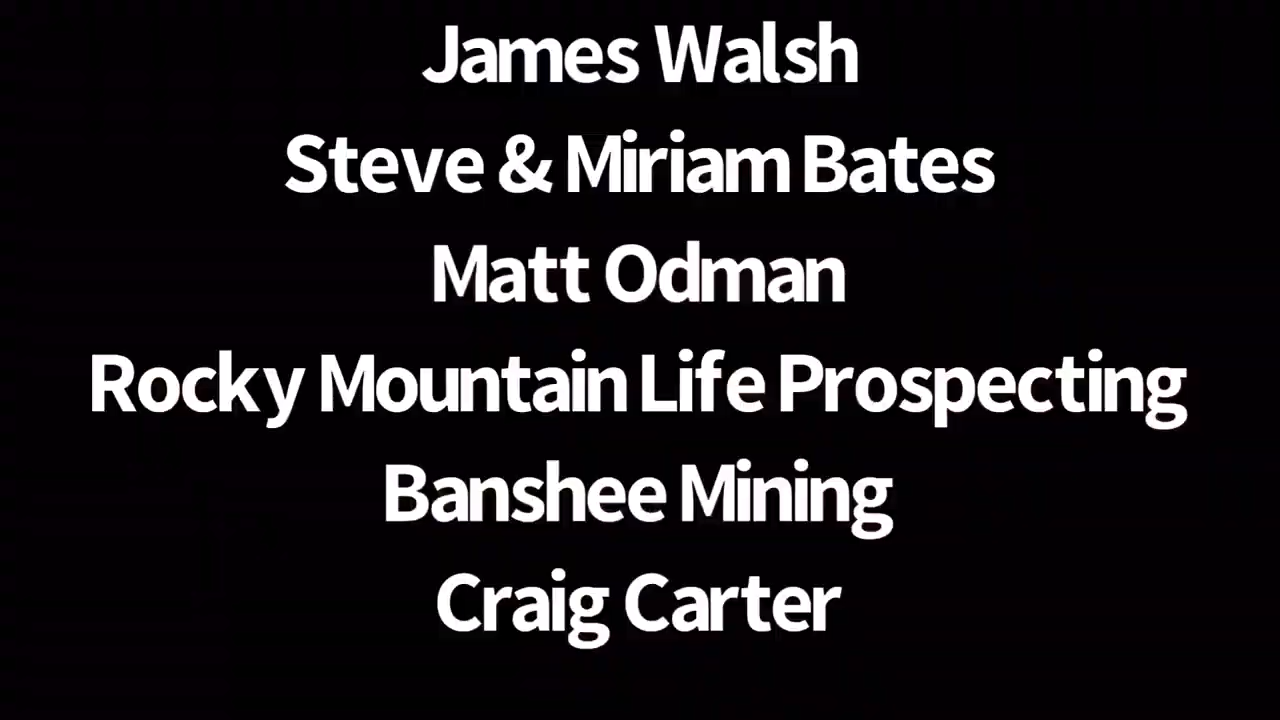 James Walsh
Steve & Miriam Bates
Matt Odman
Rocky Mountain Life Prospecting
Banshee Mining
Craig Carter